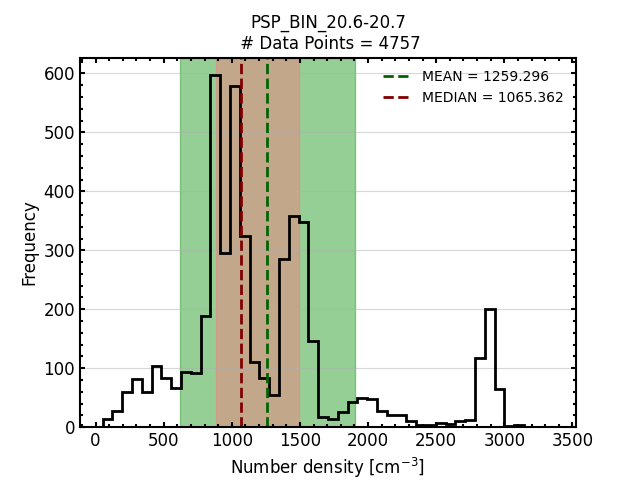 PSP_BIN_20.6-20.7
# Data Points = 4757
MEAN = 1259.296
MEDIAN = 1065.362
600
500
400
300
200
100
0
Frequency
0 500 1000 1500 2000 2500 3000 3500
Number density [cm⁻³]